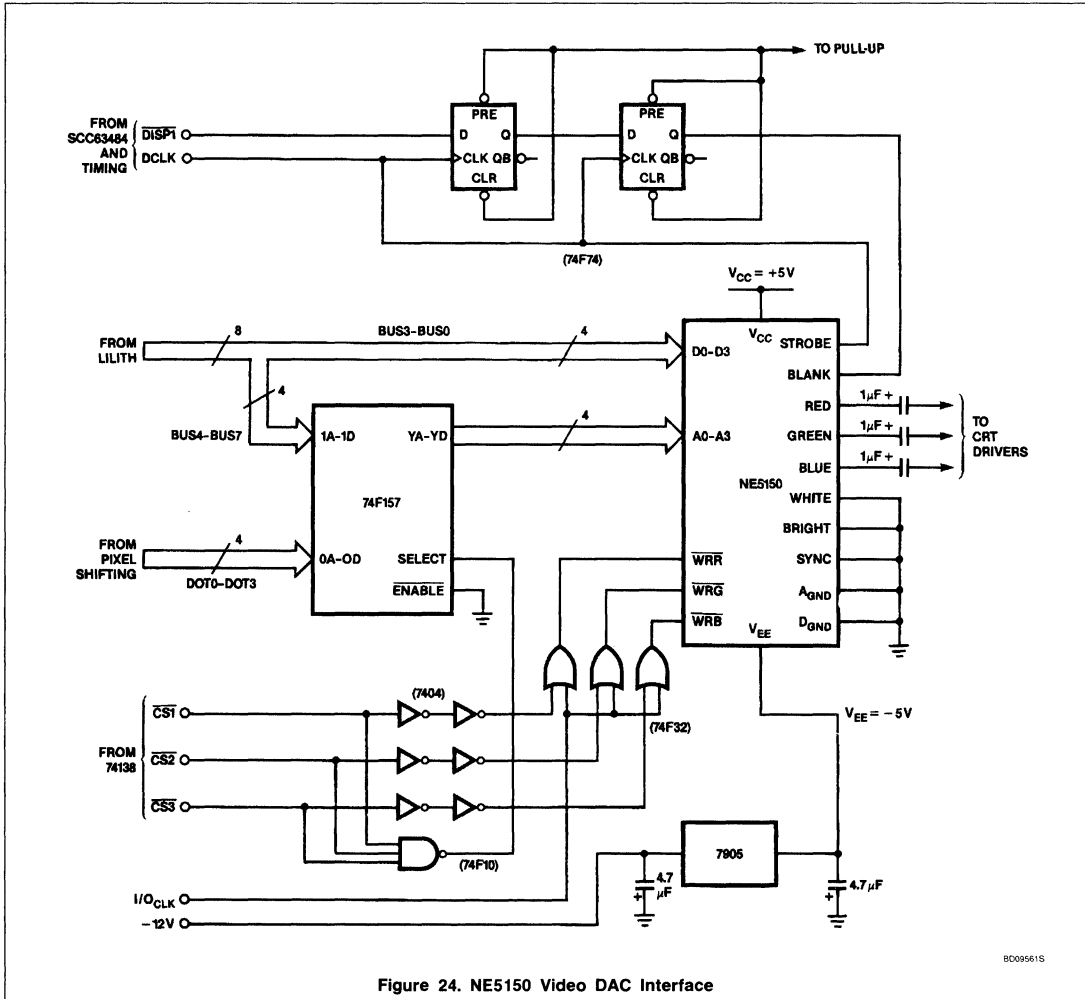 TO PULL-UP
FROM
SCC63484
AND
TIMING
DISP1
DCLK
PRE
D Q
CLK QB
CLR
PRE
D Q
CLK QB
CLR
(74F74)
VCC = +5V
FROM
LILITH
8
BUS3–BUS0
4
4
BUS4–BUS7
1A–1D
YA–YD
4
74F157
FROM
PIXEL
SHIFTING
4
DOT0–DOT3
0A–OD
SELECT
ENABLE
VCC
STROBE
D0–D3
BLANK
RED
A0–A3
GREEN
BLUE
NE5150
WHITE
BRIGHT
WRR
SYNC
WRG
AGND
WRB
DGND
VEE
1μF +
1μF +
1μF +
TO
CRT
DRIVERS
(7404)
FROM
74138
CS1
CS2
CS3
(74F32)
(74F10)
VEE = −5V
I/OCLK
−12V
4.7
μF
+
7905
4.7μF
+
BD09561S
Figure 24. NE5150 Video DAC Interface